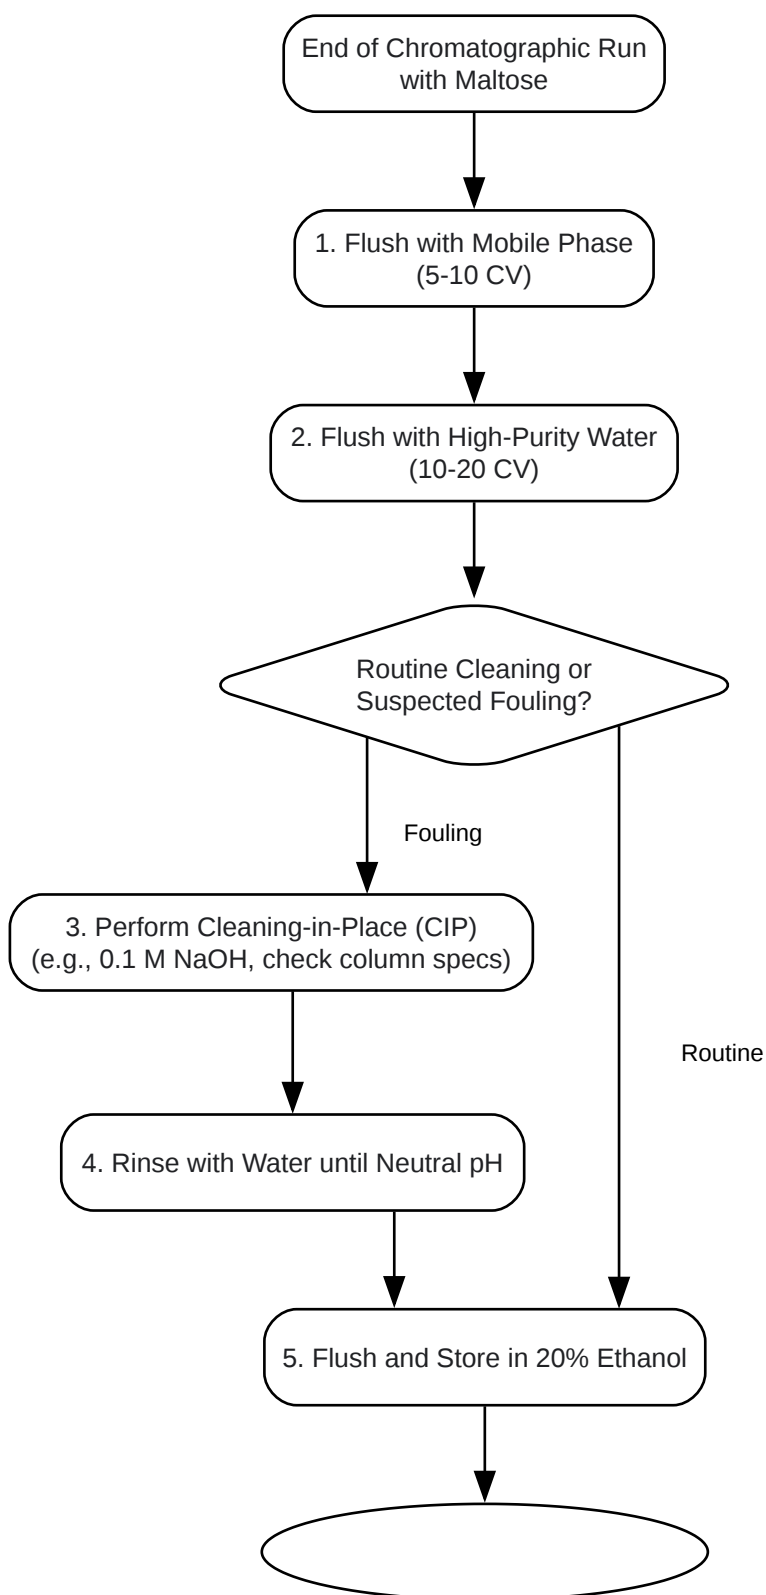 End of Chromatographic Run
with Maltose
1. Flush with Mobile Phase
(5-10 CV)
2. Flush with High-Purity Water
(10-20 CV)
Routine Cleaning or
Suspected Fouling?
Fouling
3. Perform Cleaning-in-Place (CIP)
(e.g., 0.1 M NaOH, check column specs)
Routine
4. Rinse with Water until Neutral pH
5. Flush and Store in 20% Ethanol